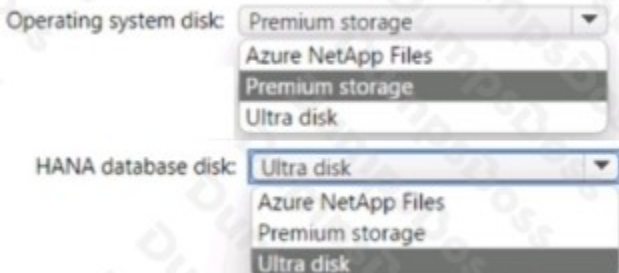 Operating system disk: Premium storage
Azure NetApp Files
Premium storage
Ultra disk
HANA database disk: Ultra disk
Azure NetApp Files
Premium storage
Ultra disk